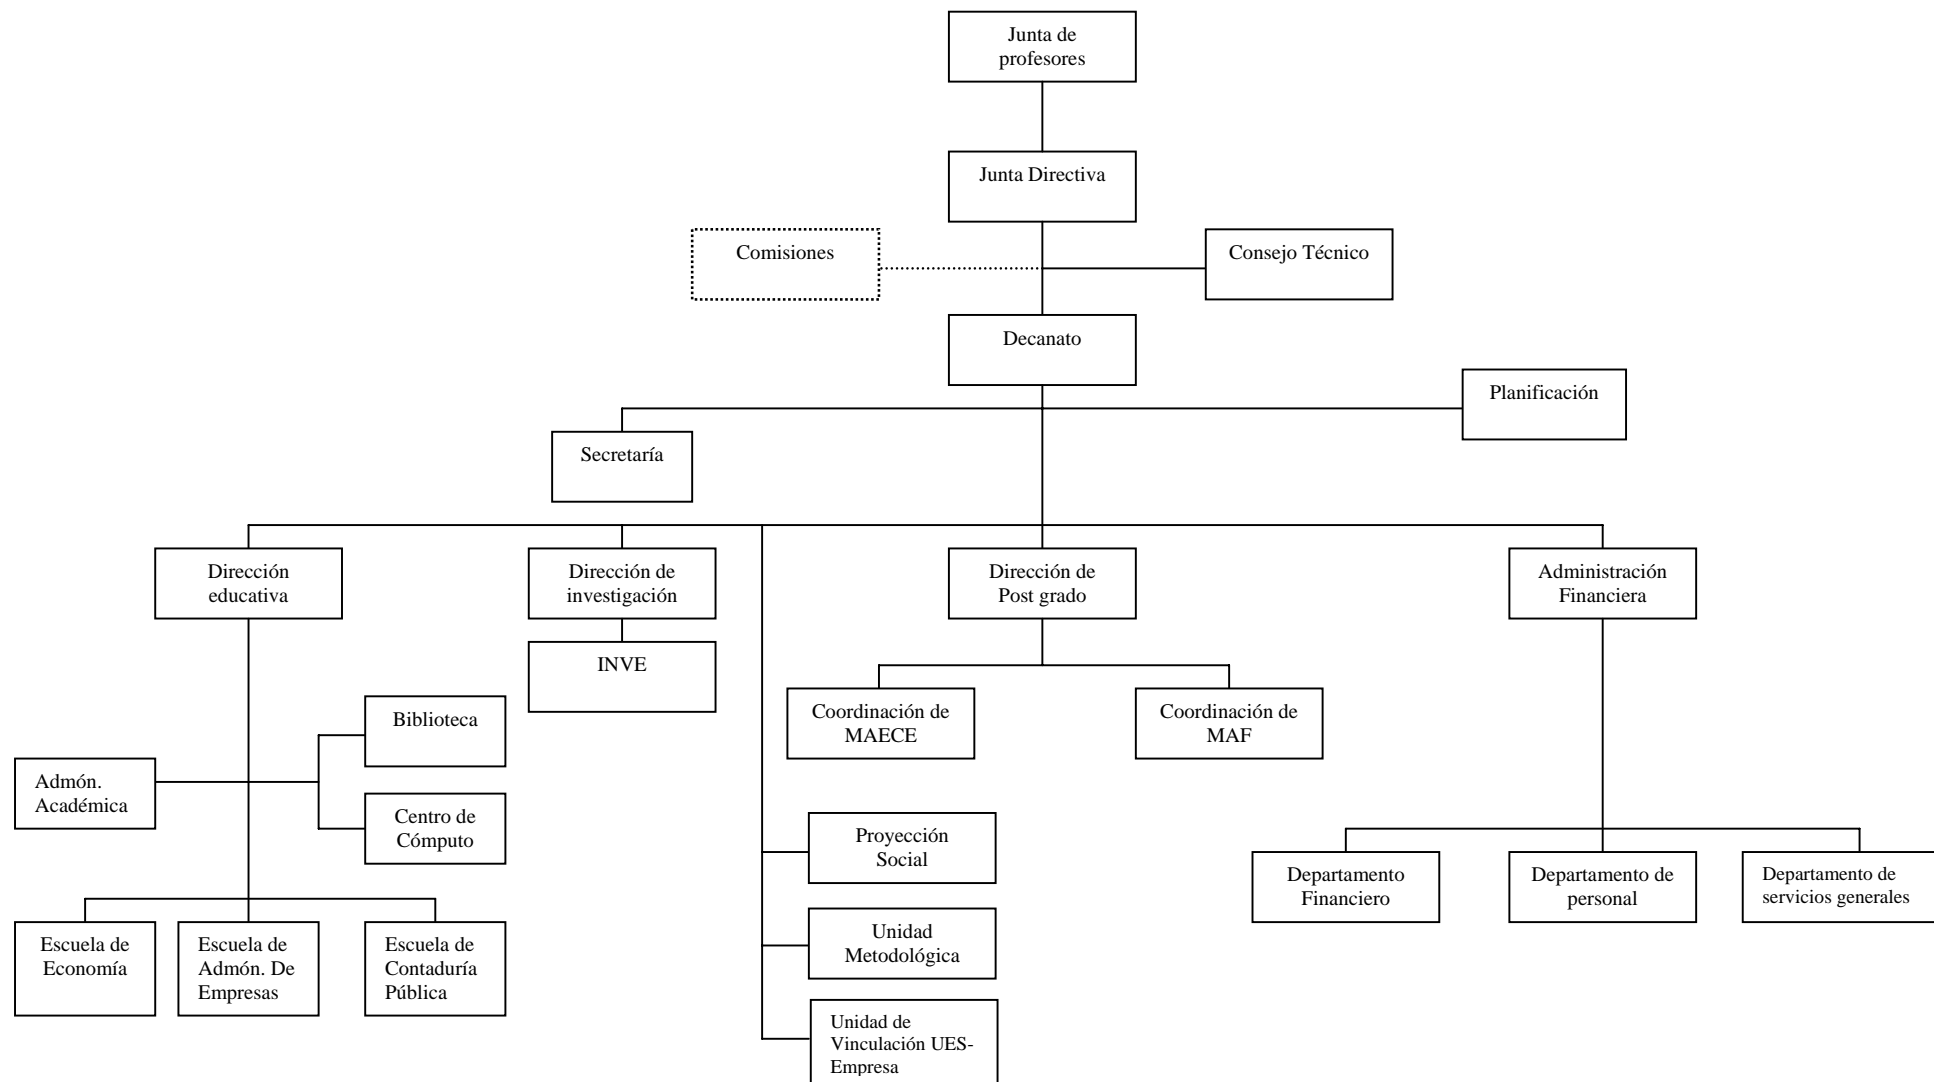 Junta de
profesores
Junta Directiva
Comisiones
Consejo Técnico
Decanato
Planificación
Secretaría
Dirección
educativa
Dirección de
investigación
Dirección de
Post grado
Administración
Financiera
INVE
Biblioteca
Coordinación de
MAECE
Coordinación de
MAF
Admón.
Académica
Centro de
Cómputo
Proyección
Social
Departamento
Financiero
Departamento de
personal
Departamento de
servicios generales
Escuela de
Economía
Escuela de
Admón. De
Empresas
Escuela de
Contaduría
Pública
Unidad
Metodológica
Unidad de
Vinculación UES-
Empresa